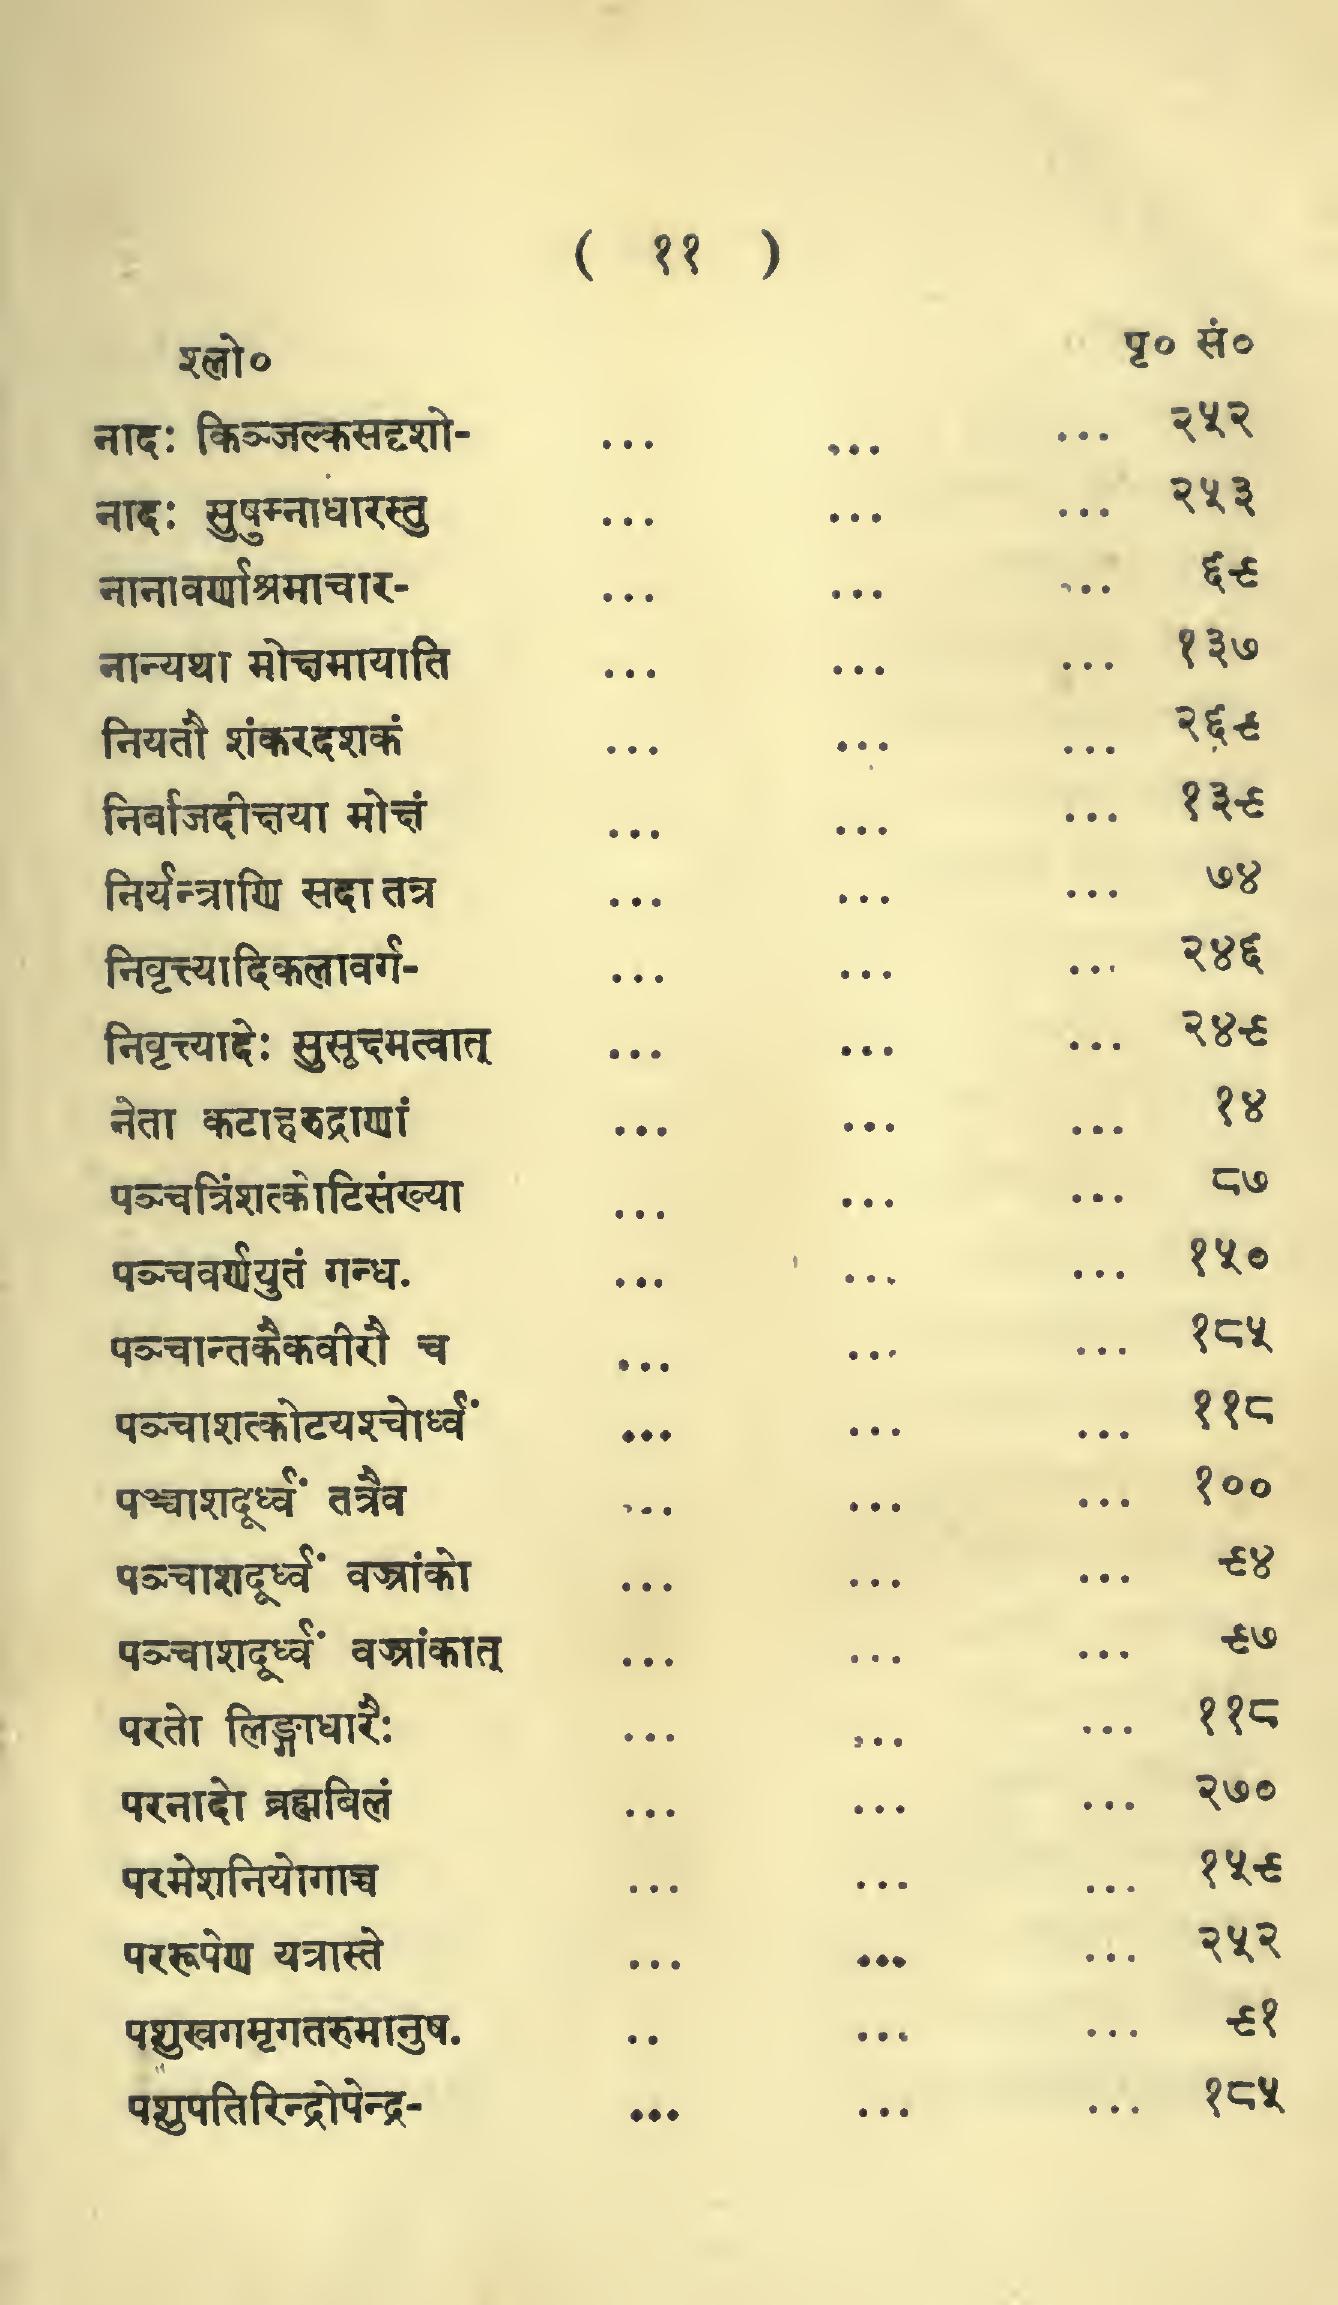 ( ११ )
श्लो० पृ० सं०
नादः किञ्जल्कसदृशो- ... ... ... २५२
नादः सुषुम्नाधारस्तु ... ... ... २५३
नानावर्णाश्रमाचार- ... ... ... ६९
नान्यथा मोक्षमायाति ... ... ... १३७
नियतौ शंकरदशकं ... ... ... २६९
निर्बीजदीक्षया मोक्षं ... ... ... १३९
निर्यन्त्राणि सदा तत्र ... ... ... ७४
निवृत्त्यादिकलावर्ग- ... ... ... २४६
निवृत्त्यादेः सुसूक्ष्मत्वात् ... ... ... २४९
नेता कटाहरुद्राणां ... ... ... १४
पञ्चत्रिंशत्कोटिसंख्या ... ... ... ८७
पञ्चवर्णयुतं गन्ध. ... ... ... १५०
पञ्चान्तकैकवीरौ च ... ... ... १८५
पञ्चाशत्कोटयश्चोर्ध्वं ... ... ... ११८
पञ्चाशदूर्ध्वं तत्रैव ... ... ... १००
पञ्चाशदूर्ध्वं वज्रांको ... ... ... ९४
पञ्चाशदूर्ध्वं वज्रांकात् ... ... ... ९७
परतो लिङ्गाधारैः ... ... ... ११८
परनादो ब्रह्मबिलं ... ... ... २७०
परमेशनियोगाच्च ... ... ... १५९
पररूपेण यत्रास्ते ... ... ... २५२
पशुखगमृगतरुमानुष. .. ... ... ९१
पशुपतिरिन्द्रोपेन्द्र- ... ... ... १८५